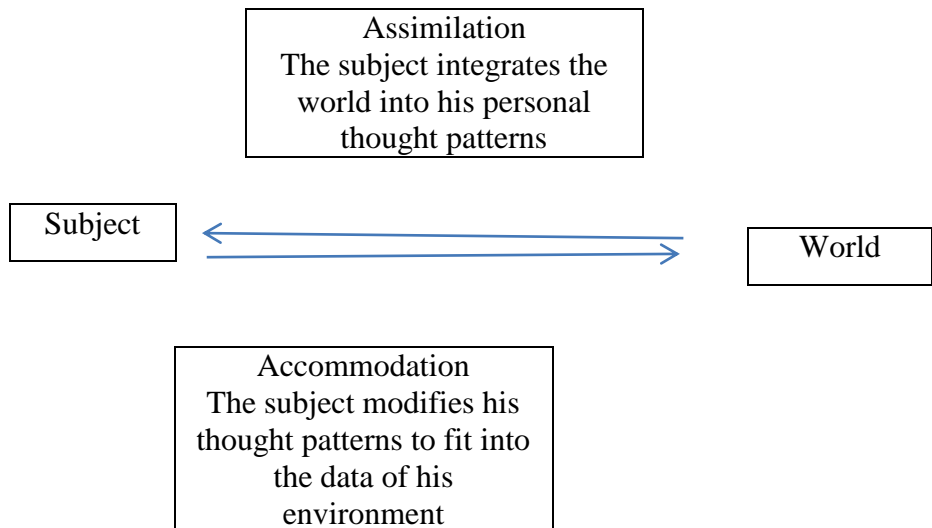 Assimilation
The subject integrates the
world into his personal
thought patterns
Subject
World
Accommodation
The subject modifies his
thought patterns to fit into
the data of his
environment